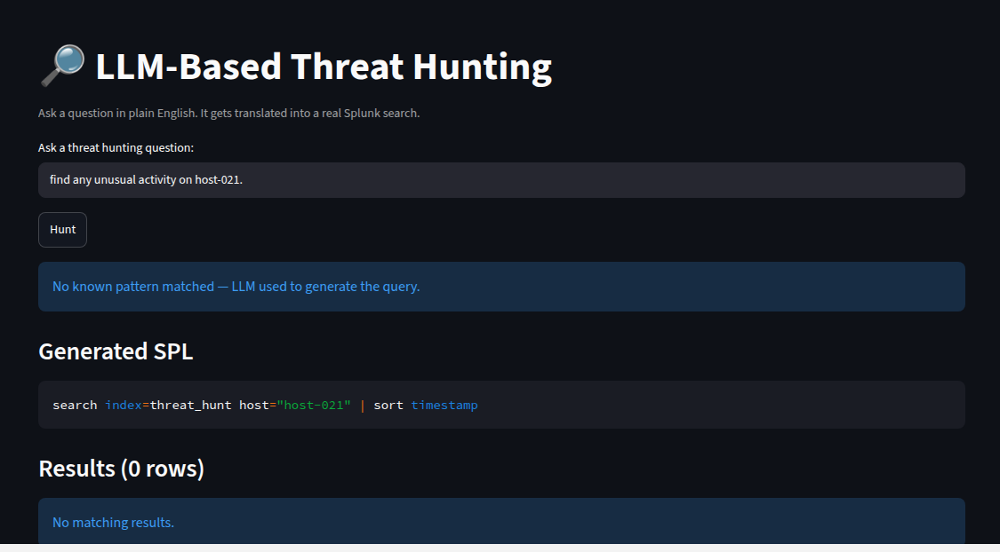 LLM-Based Threat Hunting
Ask a question in plain English. It gets translated into a real Splunk search.
Ask a threat hunting question:
find any unusual activity on host-021.
Hunt
No known pattern matched — LLM used to generate the query.
Generated SPL
search index=threat_hunt host="host-021" | sort timestamp
Results (0 rows)
No matching results.